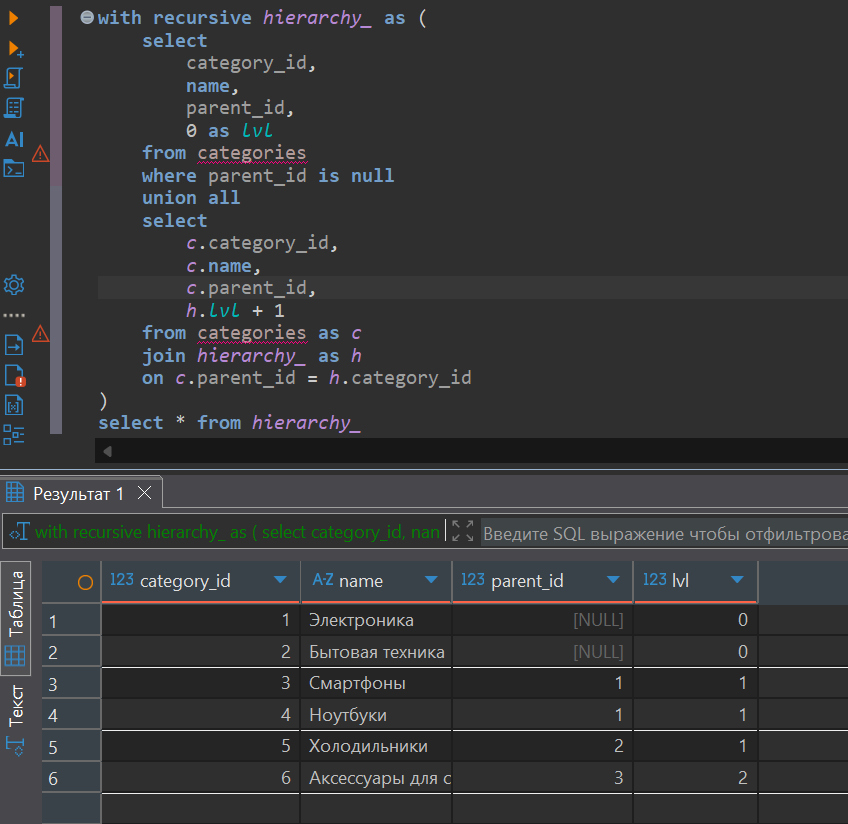 with recursive hierarchy_ as (
select
category_id,
name,
parent_id,
0 as lvl
from categories
where parent_id is null
union all
select
c.category_id,
c.name,
c.parent_id,
h.lvl + 1
from categories as c
join hierarchy_ as h
on c.parent_id = h.category_id
)
select * from hierarchy_
AI
Результат 1
with recursive hierarchy_ as ( select category_id, nan
Введите SQL выражение чтобы отфильтрова
Таблица
Текст
123 category_id A-Z name 123 parent_id 123 lvl
1 1 Электроника [NULL] 0
2 2 Бытовая техника [NULL] 0
3 3 Смартфоны 1 1
4 4 Ноутбуки 1 1
5 5 Холодильники 2 1
6 6 Аксессуары для с 3 2